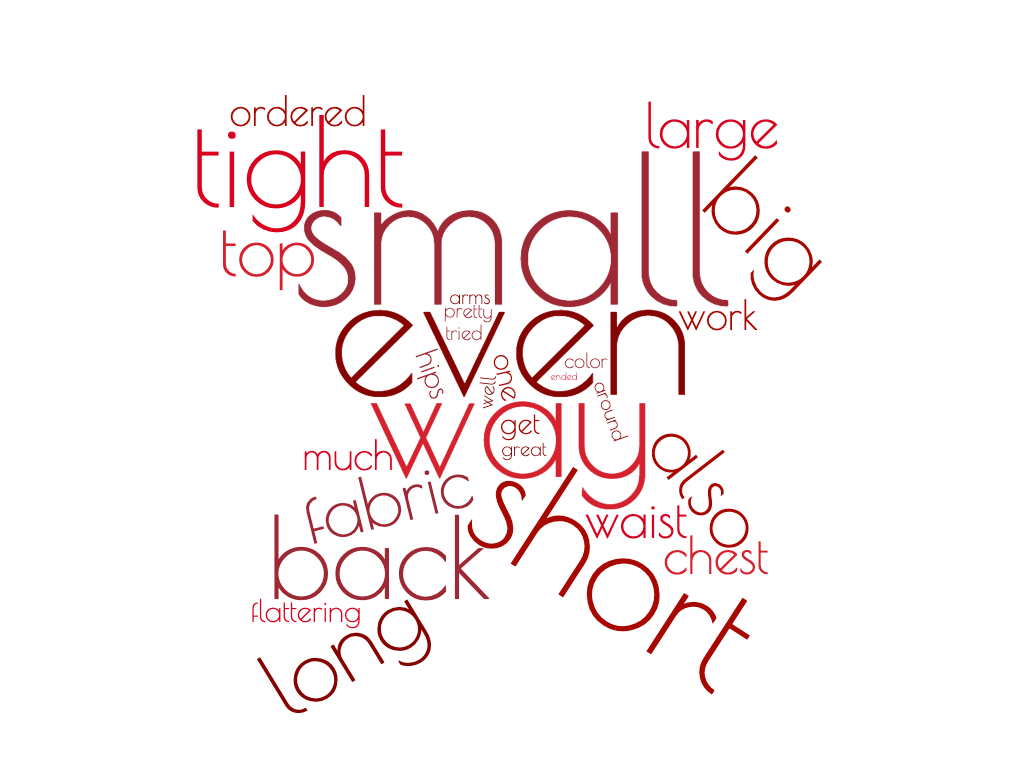 ordered
large
tight
big
small
top
arms
pretty
work
tried
even
hips
one
color
ended
well
around
way
get
great
much
also
fabric
short
waist
chest
back
flattering
long